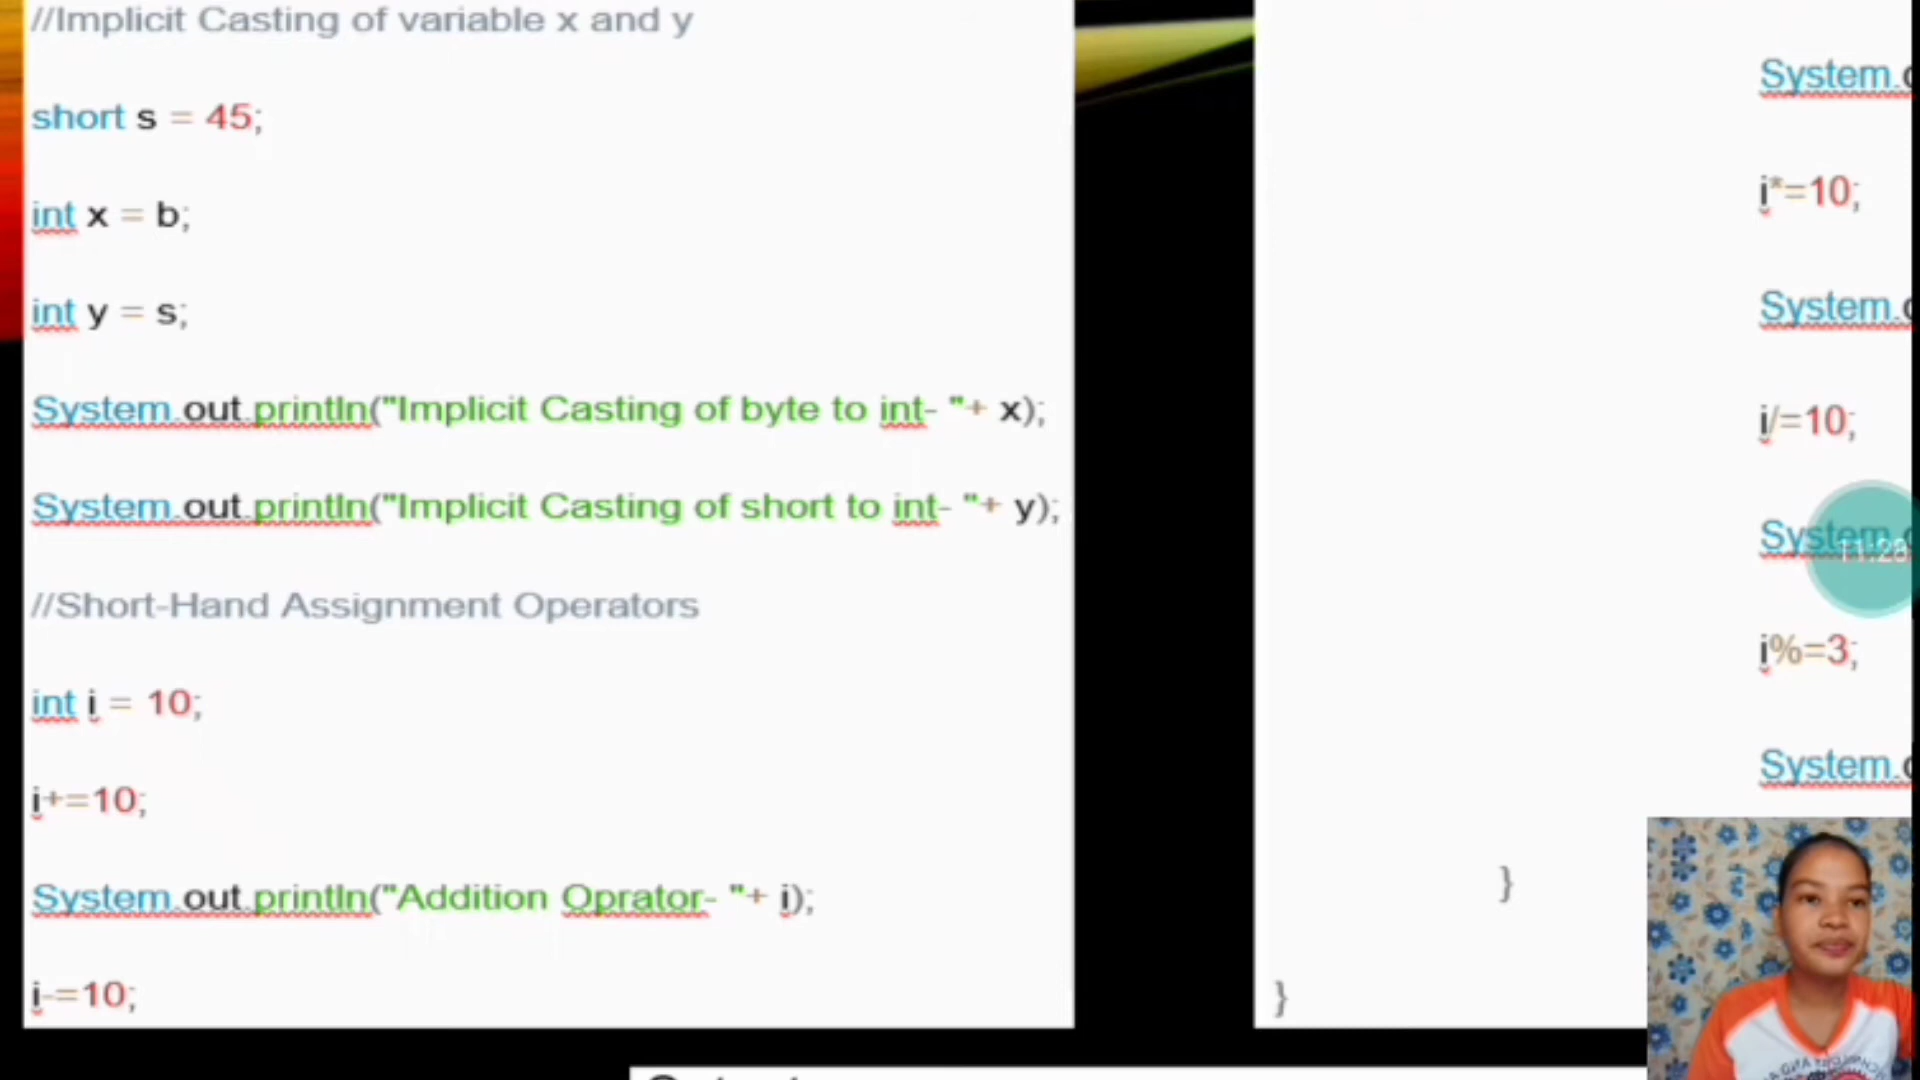 //Implicit Casting of variable x and y
short s = 45;
int x = b;
int y = s;
System.out.println("Implicit Casting of byte to int- "+ x);
System.out.println("Implicit Casting of short to int- "+ y);
//Short-Hand Assignment Operators
int i = 10;
i+=10;
System.out.println("Addition Oprator- "+ i);
i-=10;
System.
i*=10;
System.
i/=10;
System.
11:28
i%=3;
System.
}
}